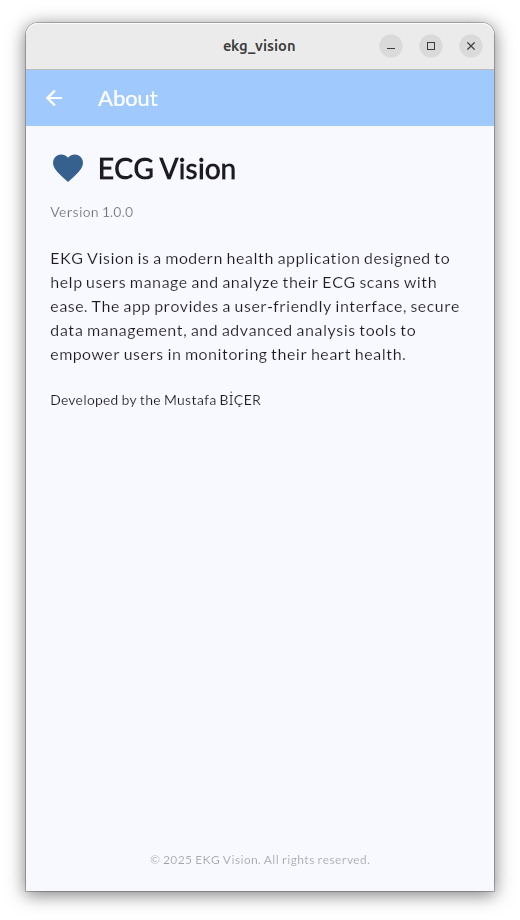 ekg_vision
About
ECG Vision
Version 1.0.0
EKG Vision is a modern health application designed to
help users manage and analyze their ECG scans with
ease. The app provides a user-friendly interface, secure
data management, and advanced analysis tools to
empower users in monitoring their heart health.
Developed by the Mustafa BİÇER
© 2025 EKG Vision. All rights reserved.